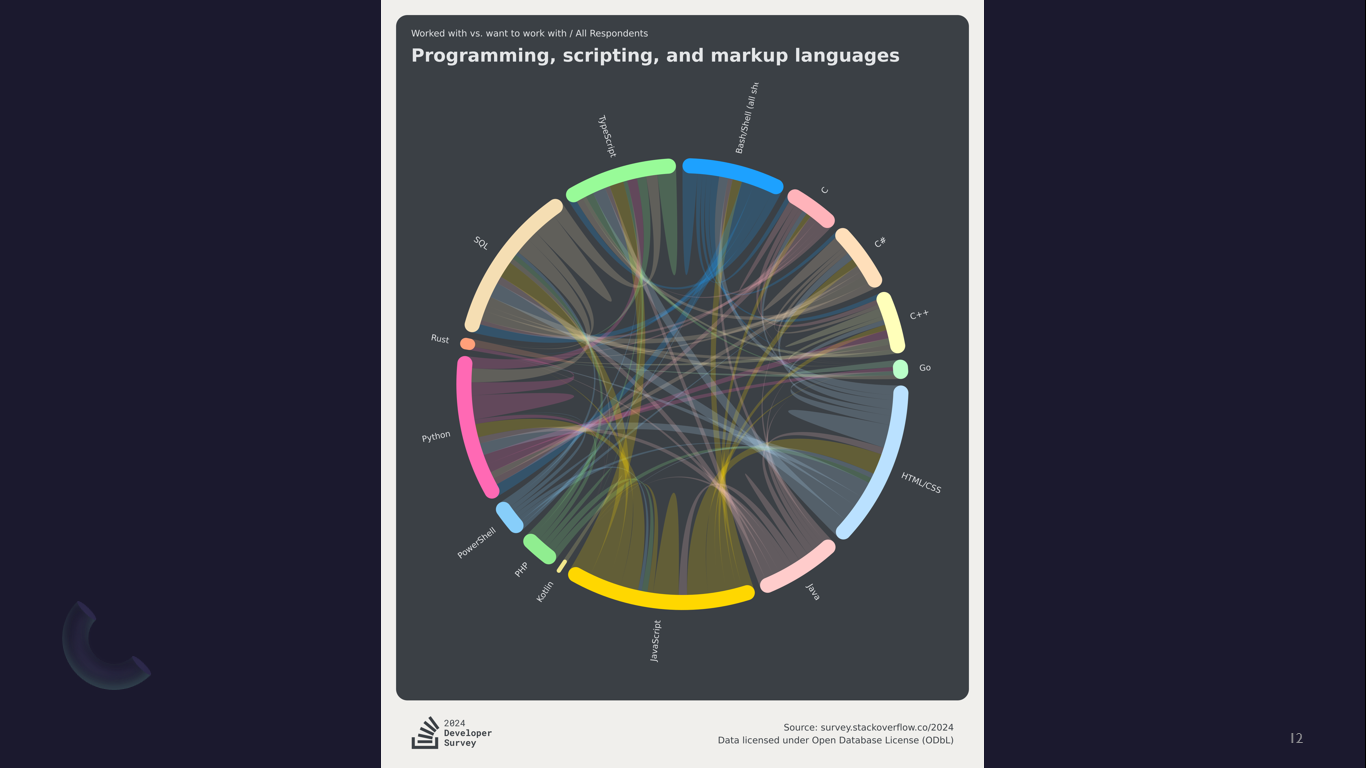 Worked with vs. want to work with / All Respondents
Programming, scripting, and markup languages
TypeScript
Bash/Shell (all
C
C#
C++
Go
HTML/CSS
Java
JavaScript
Kotlin
PHP
PowerShell
Python
Rust
SQL
2024
Developer
Survey
Source: survey.stackoverflow.co/2024
Data licensed under Open Database License (ODbL)
12